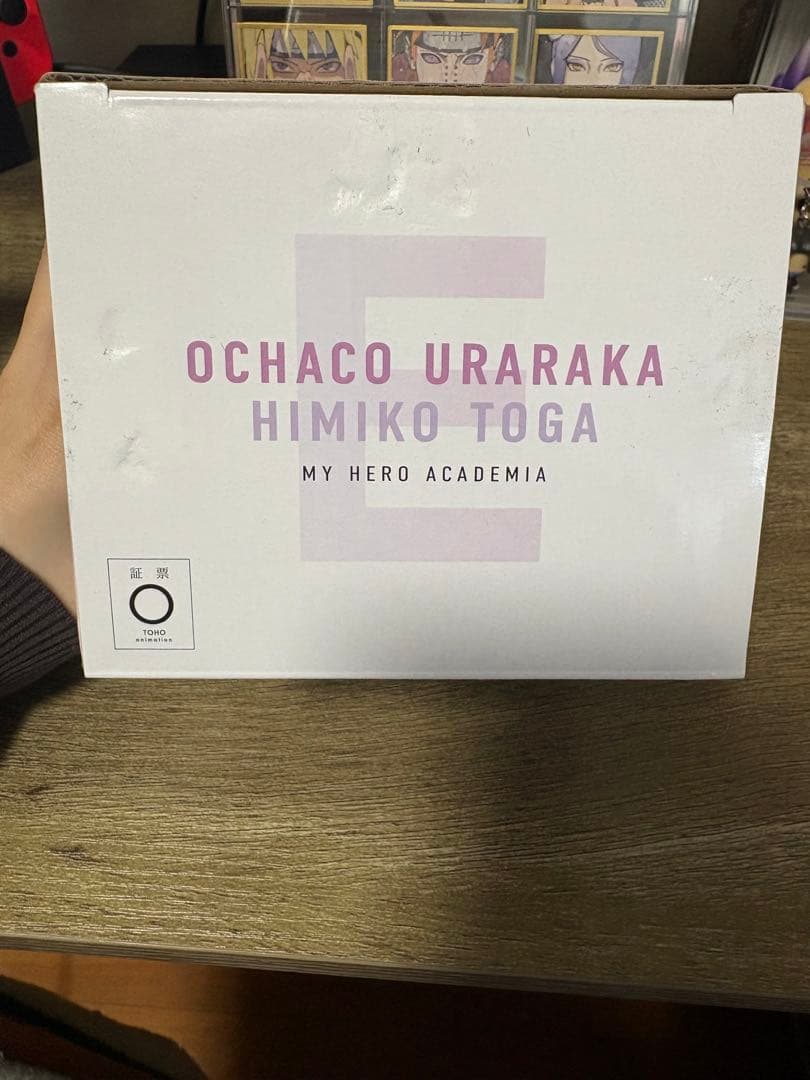 E
OCHACO URARAKA
HIMIKO TOGA
MY HERO ACADEMIA
証 票
TOHO
animation